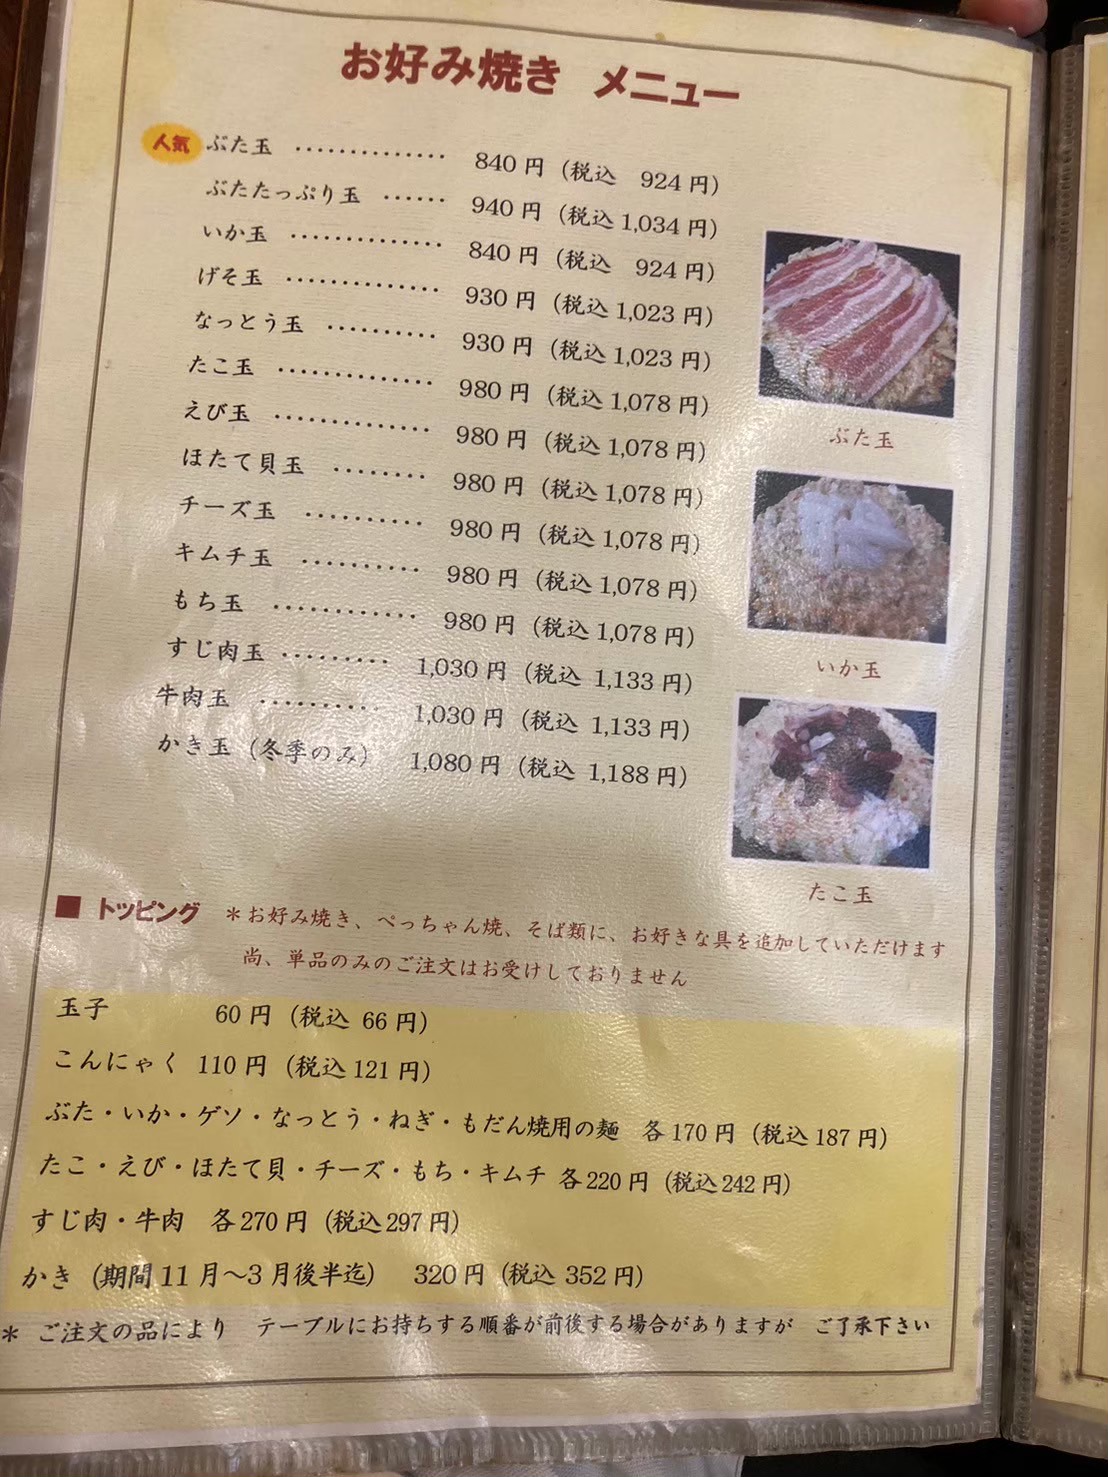 お好み焼き メニュー
人気 ぶた玉 ‥‥‥‥‥‥‥ 840円 (税込 924円)
ぶたたっぷり玉 ‥‥‥ 940円 (税込1,034円)
いか玉 ‥‥‥‥‥‥‥ 840円 (税込 924円)
げそ玉 ‥‥‥‥‥‥‥ 930円 (税込1,023円)
なっとう玉 ‥‥‥‥‥ 930円 (税込1,023円)
たこ玉 ‥‥‥‥‥‥‥ 980円 (税込1,078円)
えび玉 ‥‥‥‥‥‥‥ 980円 (税込1,078円)
ほたて貝玉 ‥‥‥‥ 980円 (税込1,078円)
チーズ玉 ‥‥‥‥‥ 980円 (税込1,078円)
キムチ玉 ‥‥‥‥‥ 980円 (税込1,078円)
もち玉 ‥‥‥‥‥‥ 980円 (税込1,078円)
すじ肉玉 ‥‥‥‥ 1,030円 (税込 1,133円)
牛肉玉 ‥‥‥‥‥ 1,030円 (税込 1,133円)
かき玉 (冬季のみ) 1,080円 (税込 1,188円)
ぶた玉
いか玉
たこ玉
■ トッピング *お好み焼き、ぺっちゃん焼、そば類に、お好きな具を追加していただけます
尚、単品のみのご注文はお受けしておりません
玉子 60円 (税込 66円)
こんにゃく 110円 (税込121円)
ぶた・いか・ゲソ・なっとう・ねぎ・もだん焼用の麺 各170円 (税込187円)
たこ・えび・ほたて貝・チーズ・もち・キムチ 各220円 (税込242円)
すじ肉・牛肉 各270円 (税込297円)
かき (期間11月～3月後半迄) 320円 (税込 352円)
* ご注文の品により テーブルにお持ちする順番が前後する場合がありますが ご了承下さい